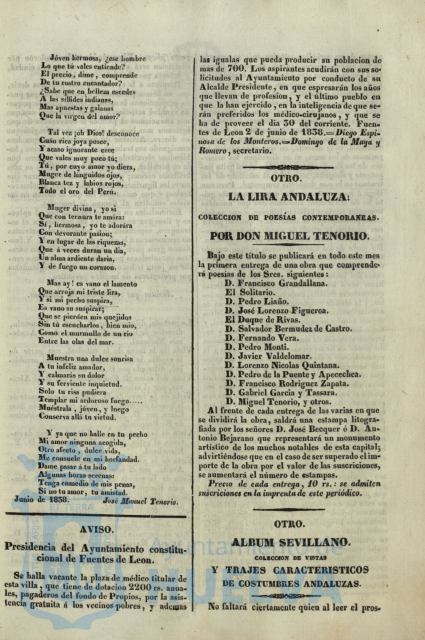 Jóven hermosa, ¿ese hombre
Lo que tú vales entiende?
El precio, dime, comprende
De tu rostro encantador?
¿Sabe que en belleza escedes
A las sílfides indianas,
Mas apuestas y galanas
Que la vírgen del amor?
Tal vez ¡oh Dios! desconoce
Cuán rica joya posee,
Y acaso ignorante cree
Que vales muy poco tú;
Tú, por cuyo amor yo diera,
Muger de lánguidos ojos,
Blanca tez y labios rojos,
Todo el oro del Perú.
Muger divina, yo sí
Que con ternura te amára:
Sí, hermosa, yo te adorára
Con devorante pasion;
Y en lugar de las riquezas,
Que á veces duran un dia,
Un alma ardiente daria,
Y de fuego un corazon.
Mas ay! es vano el lamento
Que arroja mi triste lira,
Y si mi pecho suspira,
Es vano su suspirar;
Que se pierden mis quejidos
Sin tú escucharlos, bien mio,
Como el murmullo de un rio
Entre las olas del mar.
Muestra una dulce sonrisa
A tu infeliz amador,
Y calmarás su dolor
Y su ferviente inquietud.
Solo tu risa pudiera
Templar mi ardoroso fuego.....
Muéstrala, jóven, y luego
Conserva allá tu virtud.
Y ya que no halle en tu pecho
Mi amor ninguna acogida,
Otro afecto, dulce vida,
Me consuele en mi horfandad.
Dame pasar á tu lado
Algunas horas serenas:
Tenga remedio de mis penas,
Si no tu amor, tu amistad.
Junio de 1838. José Manuel Tenorio.
AVISO.
Presidencia del Ayuntamiento constitu-
cional de Fuentes de Leon.
Se halla vacante la plaza de médico titular de
esta villa, que tiene de dotacion 2200 rs. anua-
les, pagaderos del fondo de Propios, por la asis-
tencia gratuita á los vecinos pobres, y ademas
las igualas que pueda producir su poblacion de
mas de 700. Los aspirantes acudirán con sus so-
licitudes al Ayuntamiento por conducto de su
Alcalde Presidente, en que espresarán los años
que llevan de profesion, y el último pueblo en
que la han ejercido, en la inteligencia de que se-
rán preferidos los médico-cirujanos, y que se
ha de proveer el dia 30 del corriente. Fuen-
tes de Leon 2 de junio de 1838.=Diego Espi-
nosa de los Monteros.=Domingo de la Maya y
Romero, secretario.
OTRO.
LA LIRA ANDALUZA:
COLECCION DE POESÍAS CONTEMPORANEAS.
POR DON MIGUEL TENORIO.
Bajo este título se publicará en todo este mes
la primera entrega de una obra que comprende-
rá poesías de los Sres. siguientes:
D. Francisco Grandallana.
El Solitario.
D. Pedro Liaño.
D. José Lorenzo Figueroa.
El Duque de Rivas.
D. Salvador Bermudez de Castro.
D. Fernando Vera.
D. Pedro Monti.
D. Javier Valdelomar.
D. Lorenzo Nicolas Quintana.
D. Pedro de la Puente y Apecechea.
D. Francisco Rodriguez Zapata.
D. Gabriel García y Tassara.
D. Miguel Tenorio, y otros.
Al frente de cada entrega de las varias en que
se dividirá la obra, saldrá una estampa litogra-
fiada por los señores D. José Becquer ó D. An-
tonio Bejarano que representará un monumento
artístico de los muchos notables de esta capital;
advirtiéndose que en el caso de ser superado el im-
porte de la obra por el valor de las suscriciones,
se aumentará el número de estampas.
Precio de cada entrega, 10 rs.: se admiten
suscriciones en la imprenta de este periódico.
OTRO.
ALBUM SEVILLANO.
COLECCION DE VISTAS
Y TRAJES CARACTERISTICOS
DE COSTUMBRES ANDALUZAS.
No faltará ciertamente quien al leer el pros-